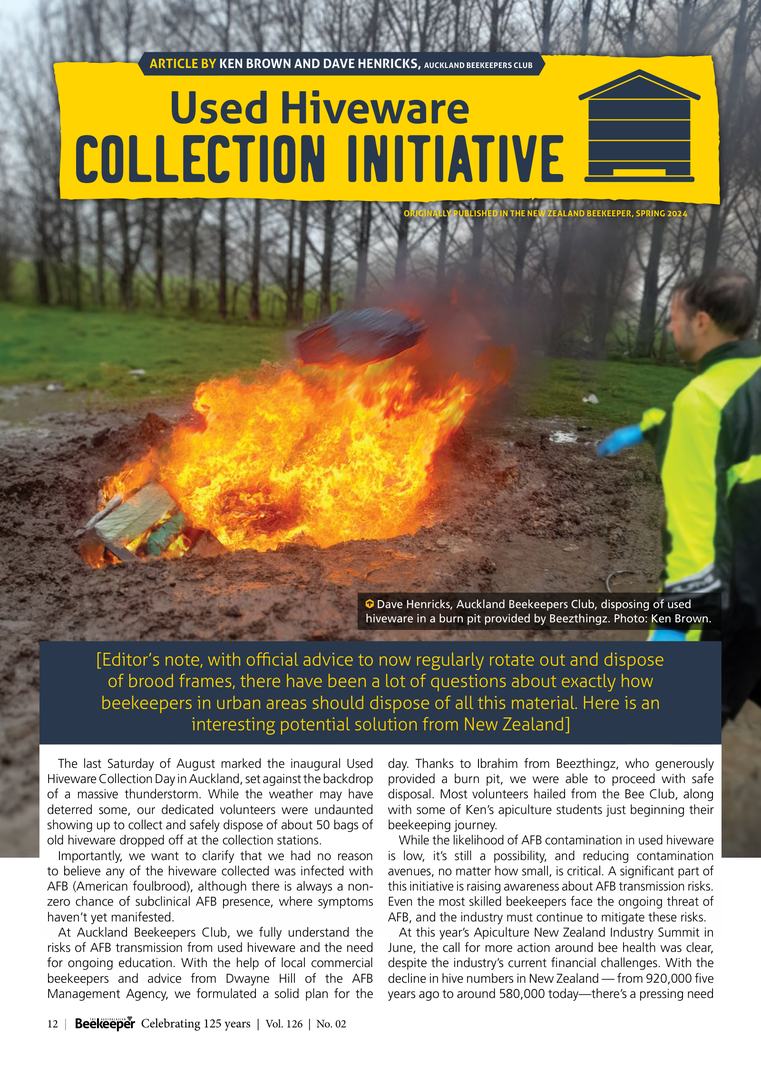 ARTICLE BY KEN BROWN AND DAVE HENRICKS, AUCKLAND BEEKEEPERS CLUB
Used Hiveware
COLLECTION INITIATIVE
ORIGINALLY PUBLISHED IN THE NEW ZEALAND BEEKEEPER, SPRING 2024
Dave Henricks, Auckland Beekeepers Club, disposing of used
hiveware in a burn pit provided by Beezthingz. Photo: Ken Brown.
[Editor's note, with official advice to now regularly rotate out and dispose
of brood frames, there have been a lot of questions about exactly how
beekeepers in urban areas should dispose of all this material. Here is an
interesting potential solution from New Zealand]
The last Saturday of August marked the inaugural Used
Hiveware Collection Day in Auckland, set against the backdrop
of a massive thunderstorm. While the weather may have
deterred some, our dedicated volunteers were undaunted
showing up to collect and safely dispose of about 50 bags of
old hiveware dropped off at the collection stations.
Importantly, we want to clarify that we had no reason
to believe any of the hiveware collected was infected with
AFB (American foulbrood), although there is always a non-
zero chance of subclinical AFB presence, where symptoms
haven't yet manifested.
At Auckland Beekeepers Club, we fully understand the
risks of AFB transmission from used hiveware and the need
for ongoing education. With the help of local commercial
beekeepers and advice from Dwayne Hill of the AFB
Management Agency, we formulated a solid plan for the
day. Thanks to Ibrahim from Beezthingz, who generously
provided a burn pit, we were able to proceed with safe
disposal. Most volunteers hailed from the Bee Club, along
with some of Ken's apiculture students just beginning their
beekeeping journey.
While the likelihood of AFB contamination in used hiveware
is low, it's still a possibility, and reducing contamination
avenues, no matter how small, is critical. A significant part of
this initiative is raising awareness about AFB transmission risks.
Even the most skilled beekeepers face the ongoing threat of
AFB, and the industry must continue to mitigate these risks.
At this year's Apiculture New Zealand Industry Summit in
June, the call for more action around bee health was clear,
despite the industry's current financial challenges. With the
decline in hive numbers in New Zealand — from 920,000 five
years ago to around 580,000 today—there's a pressing need
12 | Beekeeper Celebrating 125 years | Vol. 126 | No. 02